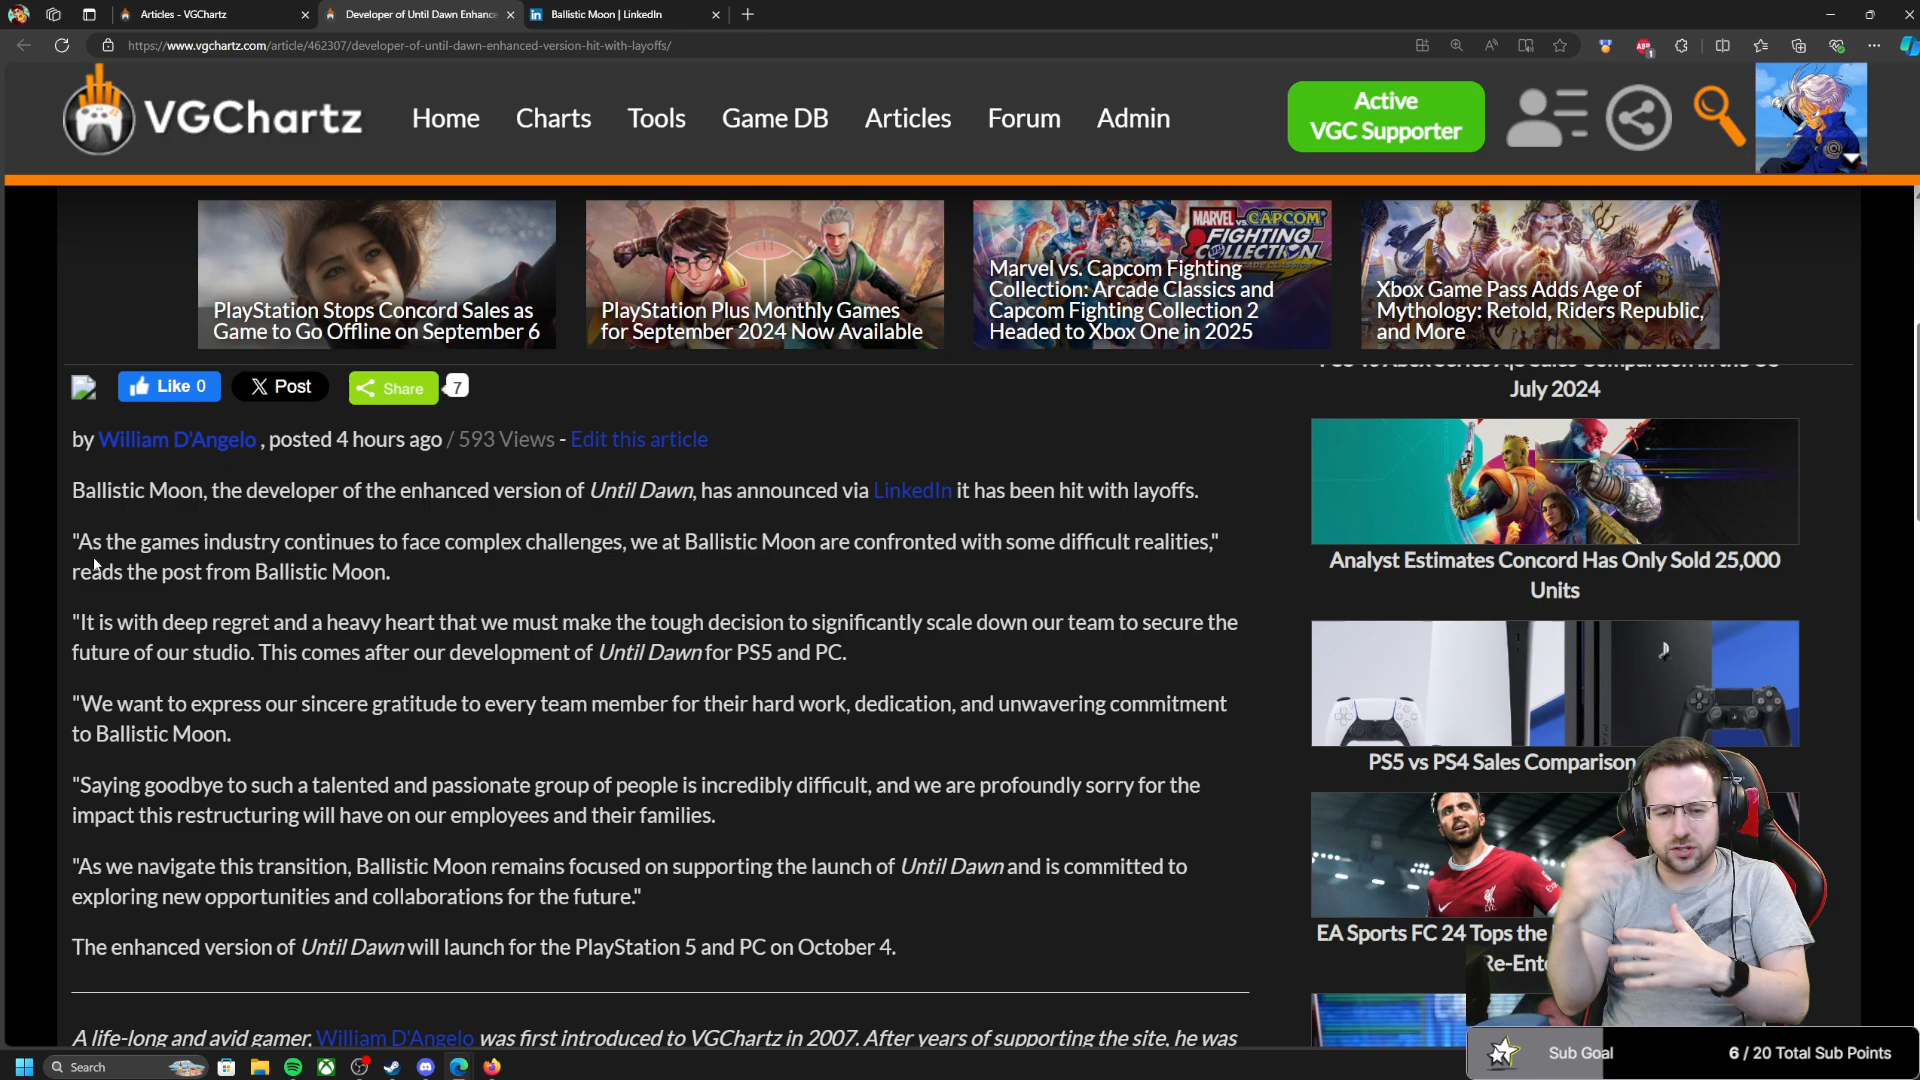 Articles - VGChartz
Developer of Until Dawn Enhance
Ballistic Moon | LinkedIn
https://www.vgchartz.com/article/462307/developer-of-until-dawn-enhanced-version-hit-with-layoffs/
ABP
1
VGChartz
Home
Charts
Tools
Game DB
Articles
Forum
Admin
Active
VGC Supporter
PlayStation Stops Concord Sales as
Game to Go Offline on September 6
PlayStation Plus Monthly Games
for September 2024 Now Available
MARVEL VS. CAPCOM
FIGHTING
COLLECTION
ARCADE CLASSICS
Marvel vs. Capcom Fighting
Collection: Arcade Classics and
Capcom Fighting Collection 2
Headed to Xbox One in 2025
Xbox Game Pass Adds Age of
Mythology: Retold, Riders Republic,
and More
Like 0
X Post
Share
7
by William D'Angelo , posted 4 hours ago / 593 Views - Edit this article
Ballistic Moon, the developer of the enhanced version of Until Dawn, has announced via LinkedIn it has been hit with layoffs.
"As the games industry continues to face complex challenges, we at Ballistic Moon are confronted with some difficult realities,"
reads the post from Ballistic Moon.
"It is with deep regret and a heavy heart that we must make the tough decision to significantly scale down our team to secure the
future of our studio. This comes after our development of Until Dawn for PS5 and PC.
"We want to express our sincere gratitude to every team member for their hard work, dedication, and unwavering commitment
to Ballistic Moon.
"Saying goodbye to such a talented and passionate group of people is incredibly difficult, and we are profoundly sorry for the
impact this restructuring will have on our employees and their families.
"As we navigate this transition, Ballistic Moon remains focused on supporting the launch of Until Dawn and is committed to
exploring new opportunities and collaborations for the future."
The enhanced version of Until Dawn will launch for the PlayStation 5 and PC on October 4.
A life-long and avid gamer, William D'Angelo was first introduced to VGChartz in 2007. After years of supporting the site, he was
July 2024
Analyst Estimates Concord Has Only Sold 25,000
Units
PS5 vs PS4 Sales Comparison
EA Sports FC 24 Tops the
Re-Ent
Sub Goal
6 / 20 Total Sub Points
Search